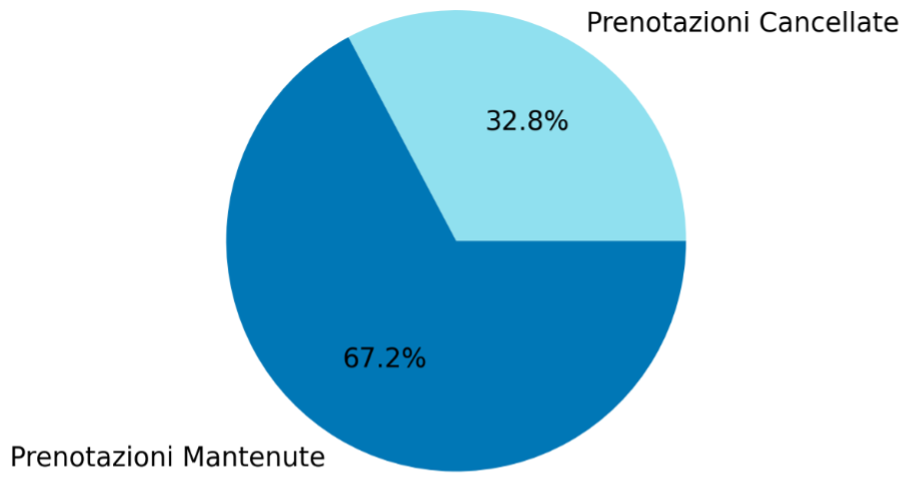 Prenotazioni Cancellate
32.8%
67.2%
Prenotazioni Mantenute